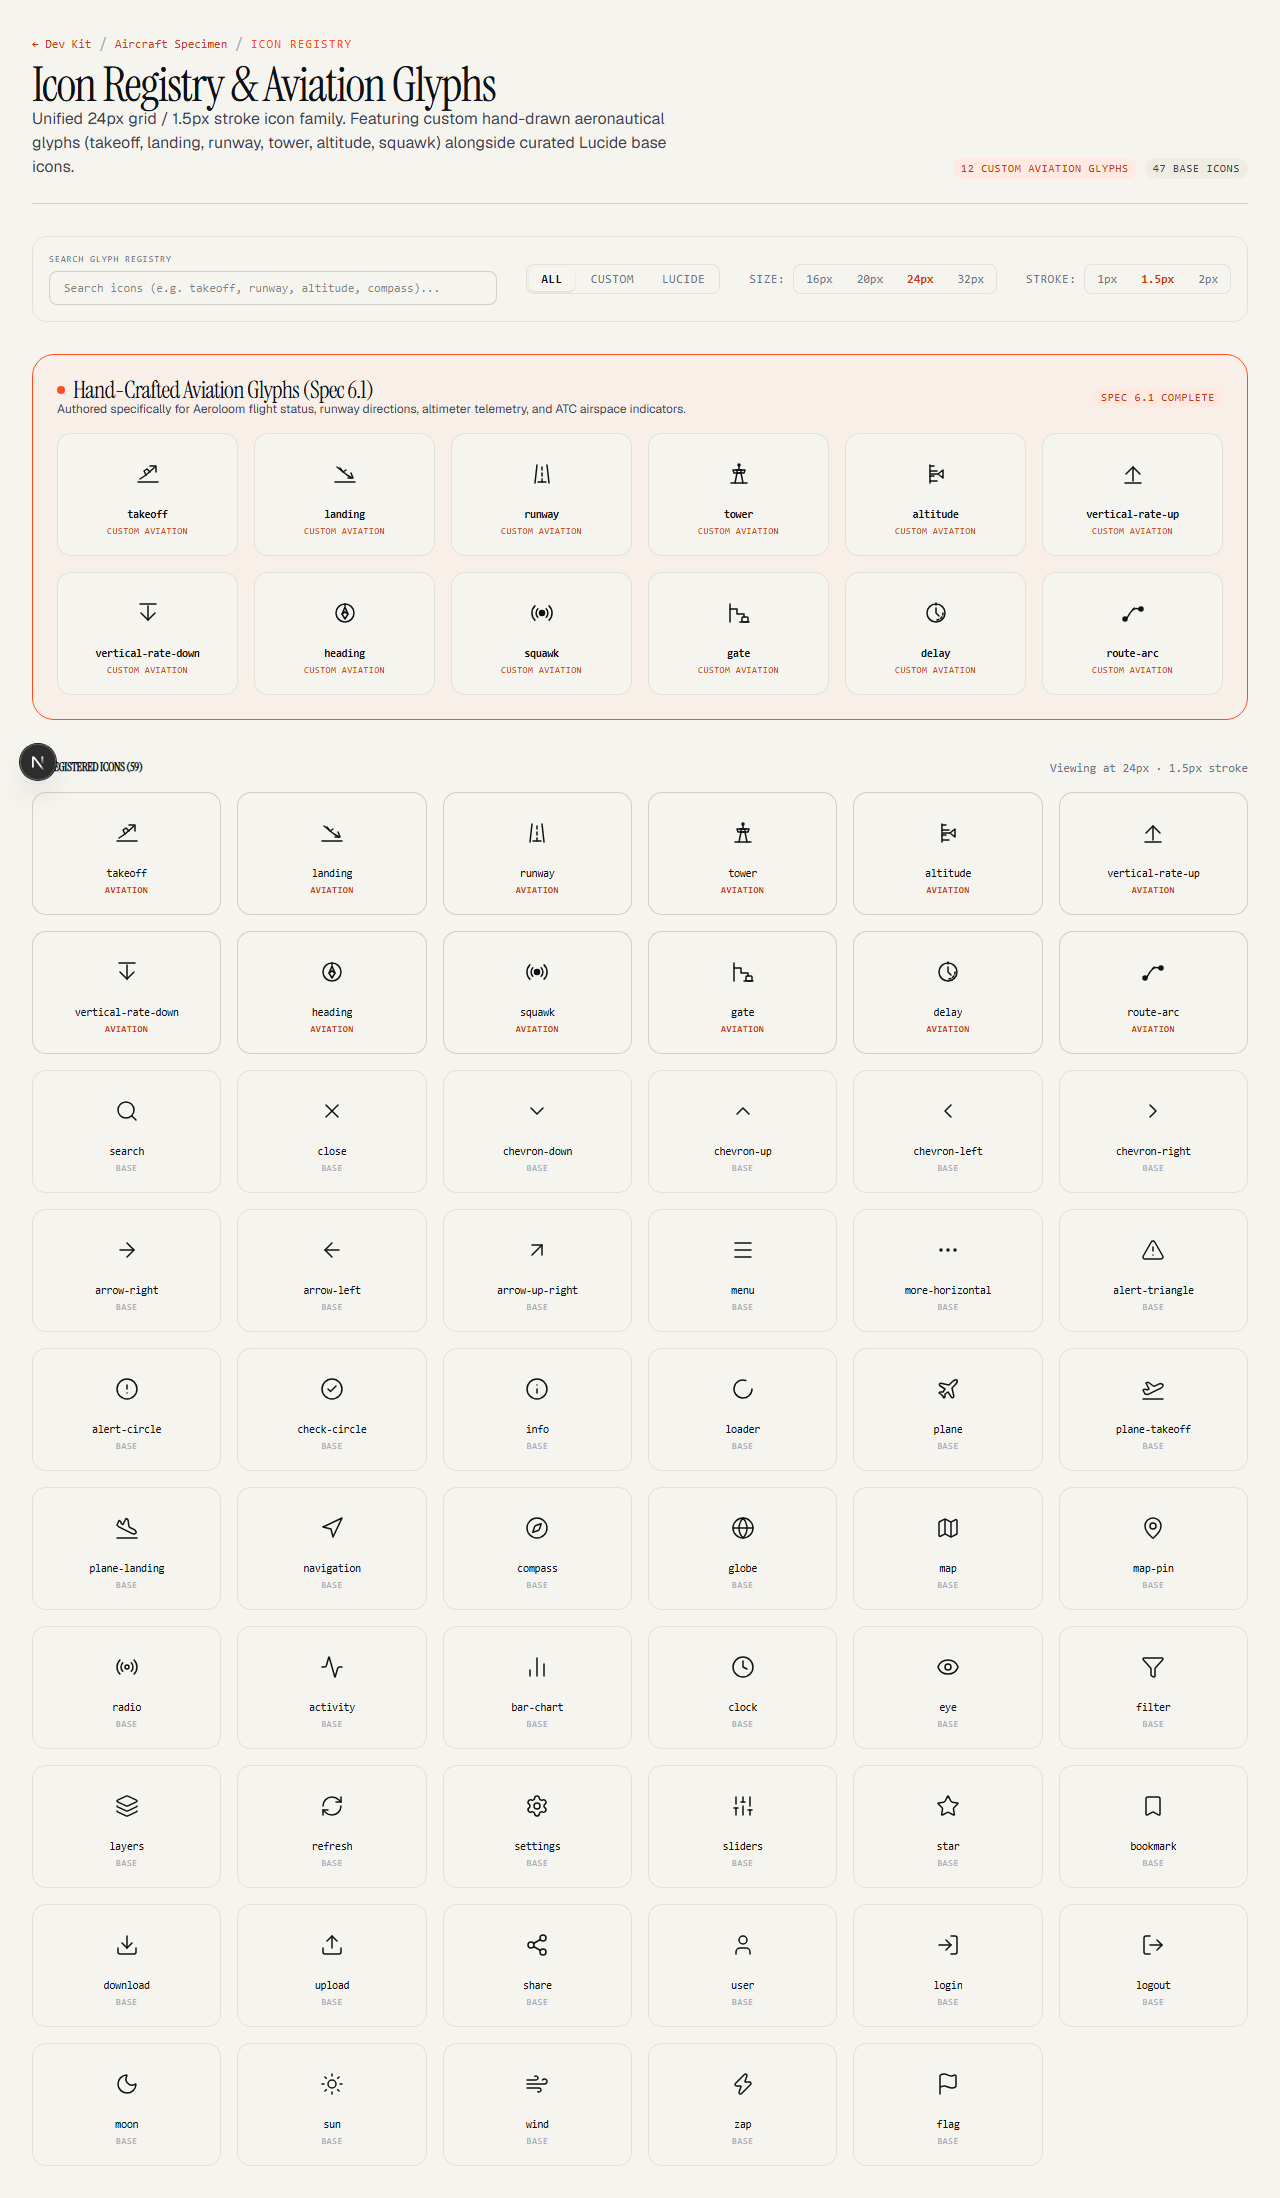 ← Dev Kit / Aircraft Specimen / ICON REGISTRY
Icon Registry & Aviation Glyphs
Unified 24px grid / 1.5px stroke icon family. Featuring custom hand-drawn aeronautical
glyphs (takeoff, landing, runway, tower, altitude, squawk) alongside curated Lucide base
icons.
12 CUSTOM AVIATION GLYPHS 47 BASE ICONS
SEARCH GLYPH REGISTRY
Search icons (e.g. takeoff, runway, altitude, compass)...
ALL CUSTOM LUCIDE SIZE: 16px 20px 24px 32px STROKE: 1px 1.5px 2px
Hand-Crafted Aviation Glyphs (Spec 6.1)
Authored specifically for Aeroloom flight status, runway directions, altimeter telemetry, and ATC airspace indicators.
SPEC 6.1 COMPLETE
takeoff landing runway tower altitude vertical-rate-up
CUSTOM AVIATION CUSTOM AVIATION CUSTOM AVIATION CUSTOM AVIATION CUSTOM AVIATION CUSTOM AVIATION
vertical-rate-down heading squawk gate delay route-arc
CUSTOM AVIATION CUSTOM AVIATION CUSTOM AVIATION CUSTOM AVIATION CUSTOM AVIATION CUSTOM AVIATION
N
ICONS (59)
Viewing at 24px · 1.5px stroke
takeoff landing runway tower altitude vertical-rate-up
AVIATION AVIATION AVIATION AVIATION AVIATION AVIATION
vertical-rate-down heading squawk gate delay route-arc
AVIATION AVIATION AVIATION AVIATION AVIATION AVIATION
search close chevron-down chevron-up chevron-left chevron-right
BASE BASE BASE BASE BASE BASE
arrow-right arrow-left arrow-up-right menu more-horizontal alert-triangle
BASE BASE BASE BASE BASE BASE
alert-circle check-circle info loader plane plane-takeoff
BASE BASE BASE BASE BASE BASE
plane-landing navigation compass globe map map-pin
BASE BASE BASE BASE BASE BASE
radio activity bar-chart clock eye filter
BASE BASE BASE BASE BASE BASE
layers refresh settings sliders star bookmark
BASE BASE BASE BASE BASE BASE
download upload share user login logout
BASE BASE BASE BASE BASE BASE
moon sun wind zap flag
BASE BASE BASE BASE BASE